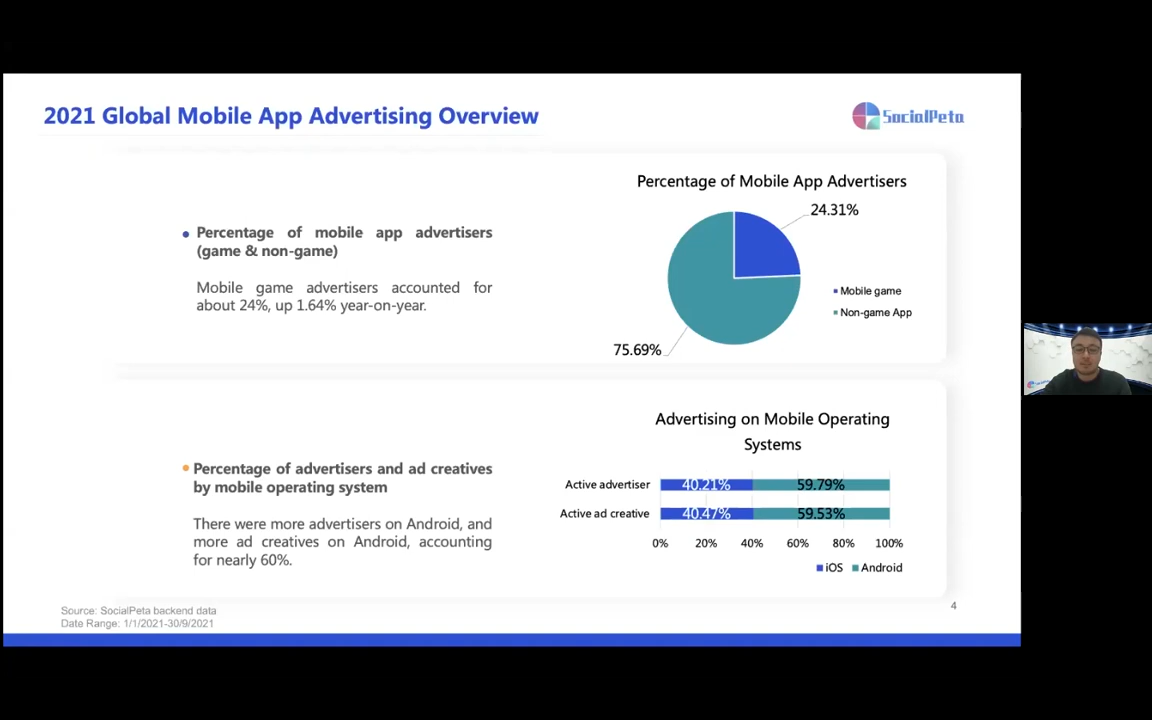 2021 Global Mobile App Advertising Overview
SocialPeta
Percentage of mobile app advertisers
(game & non-game)
Mobile game advertisers accounted for
about 24%, up 1.64% year-on-year.
Percentage of Mobile App Advertisers
24.31%
75.69%
Mobile game
Non-game App
Percentage of advertisers and ad creatives
by mobile operating system
There were more advertisers on Android, and
more ad creatives on Android, accounting
for nearly 60%.
Advertising on Mobile Operating
Systems
Active advertiser 40.21% 59.79%
Active ad creative 40.47% 59.53%
0% 20% 40% 60% 80% 100%
iOS Android
Source: SocialPeta backend data
Date Range: 1/1/2021-30/9/2021
4